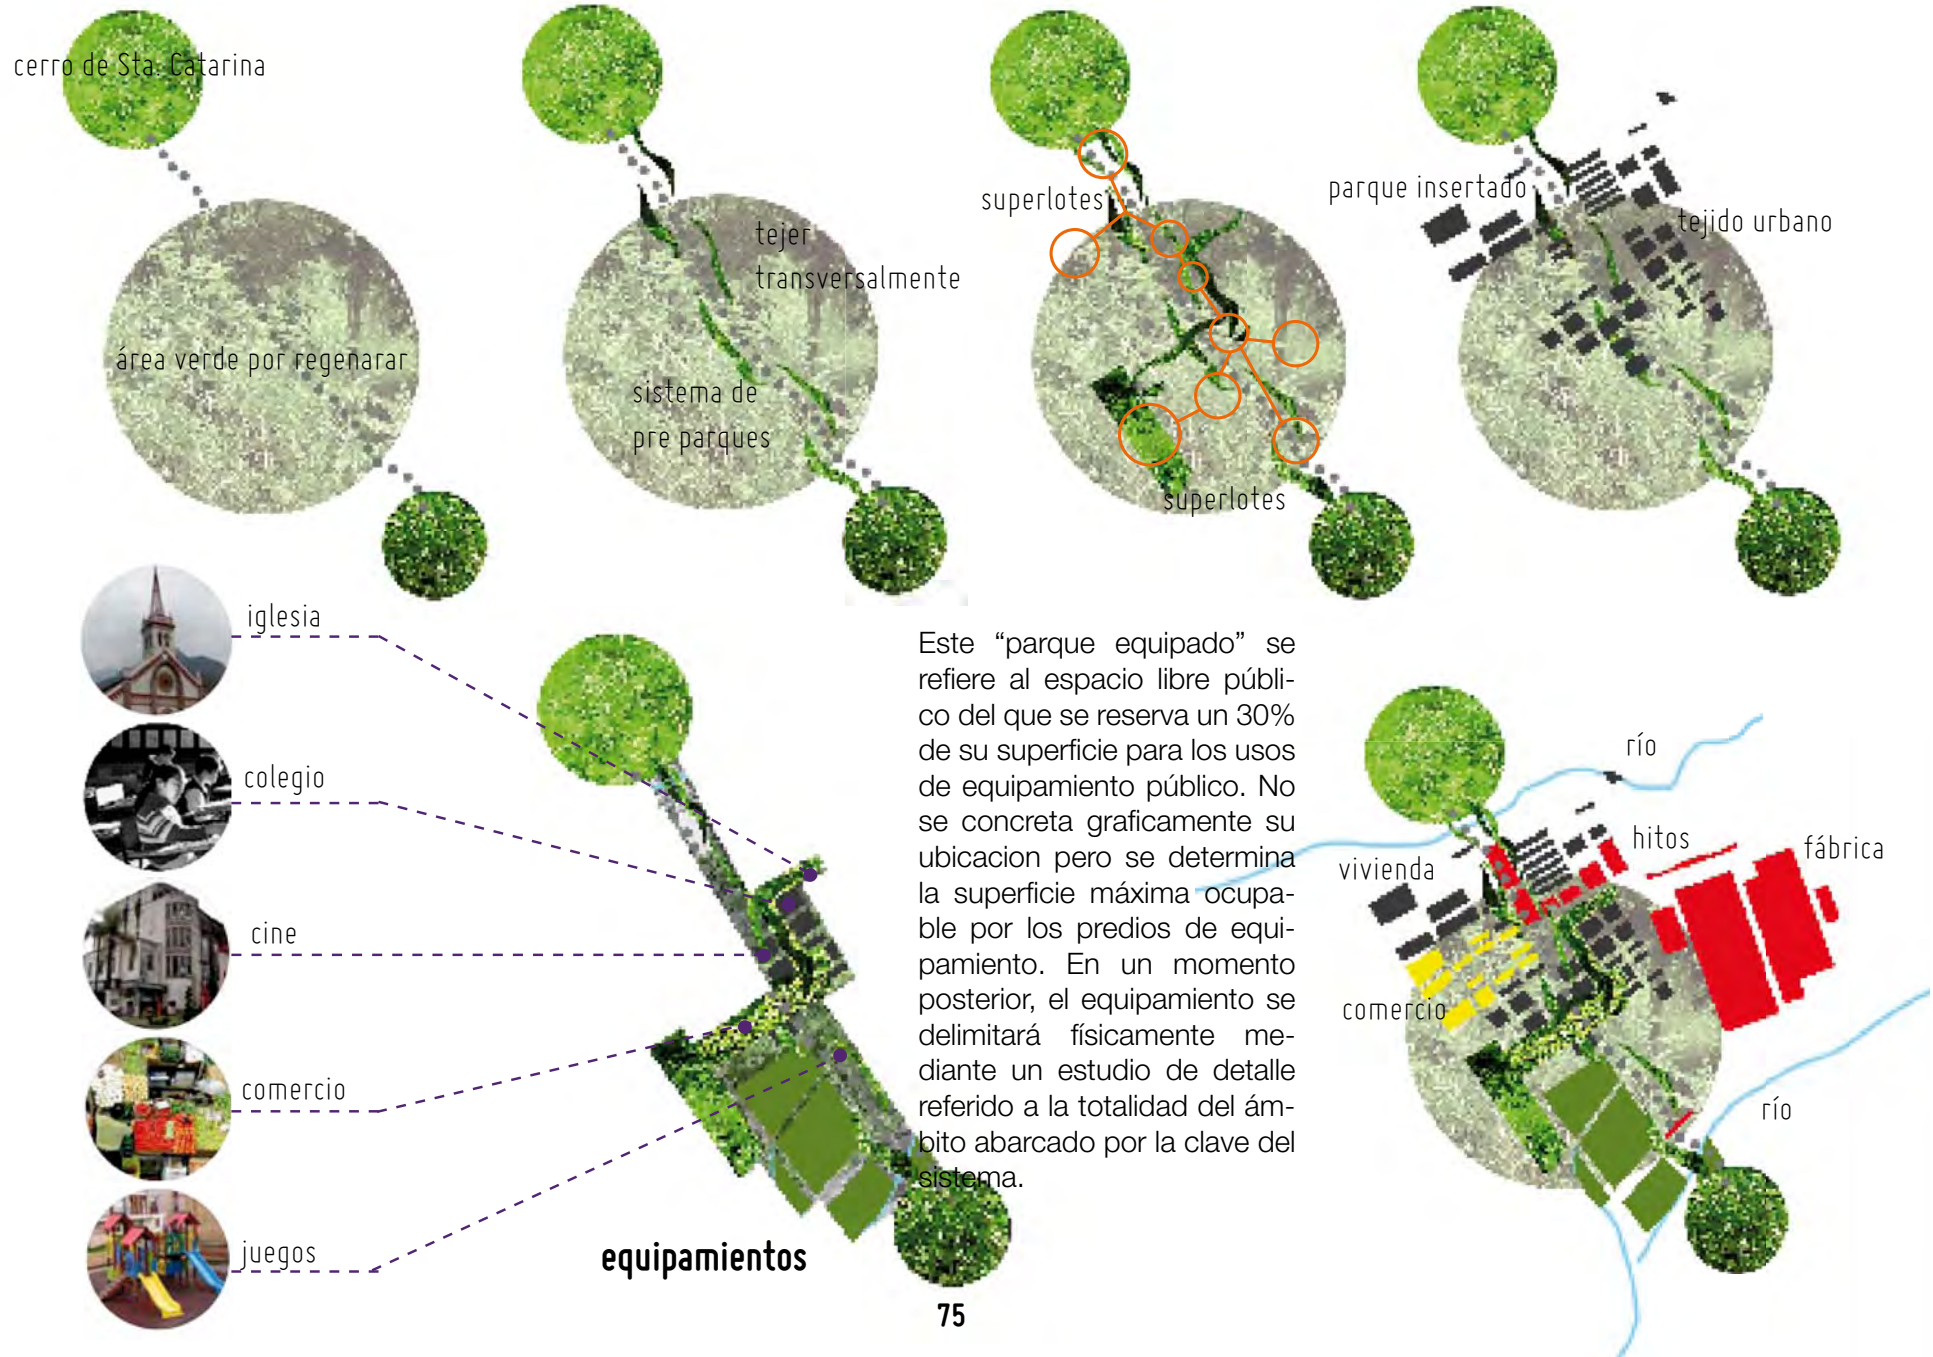 cerro de Sta. Catarina
área verde por regenarar
tejer
transversalmente
sistema de
pre parques
superlotes
superlotes
parque insertado
tejido urbano
iglesia
colegio
cine
comercio
juegos
equipamientos
Este “parque equipado” se
refiere al espacio libre públi-
co del que se reserva un 30%
de su superficie para los usos
de equipamiento público. No
se concreta graficamente su
ubicacion pero se determina
la superficie máxima ocupa-
ble por los predios de equi-
pamiento. En un momento
posterior, el equipamiento se
delimitará físicamente me-
diante un estudio de detalle
referido a la totalidad del ám-
bito abarcado por la clave del
sistema.
río
hitos
fábrica
vivienda
comercio
río
75